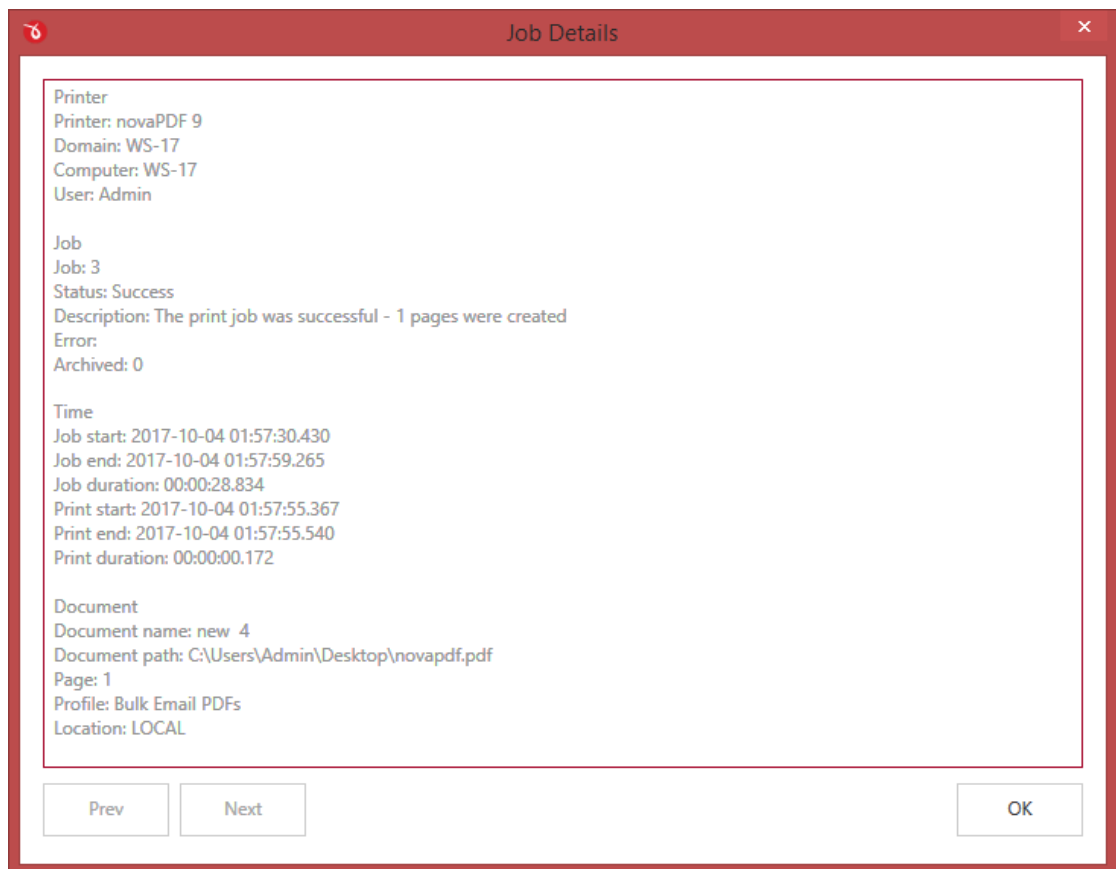 Job Details
Printer
Printer: novaPDF 9
Domain: WS-17
Computer: WS-17
User: Admin
Job
Job: 3
Status: Success
Description: The print job was successful - 1 pages were created
Error:
Archived: 0
Time
Job start: 2017-10-04 01:57:30.430
Job end: 2017-10-04 01:57:59.265
Job duration: 00:00:28.834
Print start: 2017-10-04 01:57:55.367
Print end: 2017-10-04 01:57:55.540
Print duration: 00:00:00.172
Document
Document name: new  4
Document path: C:\Users\Admin\Desktop\novapdf.pdf
Page: 1
Profile: Bulk Email PDFs
Location: LOCAL
Prev Next OK